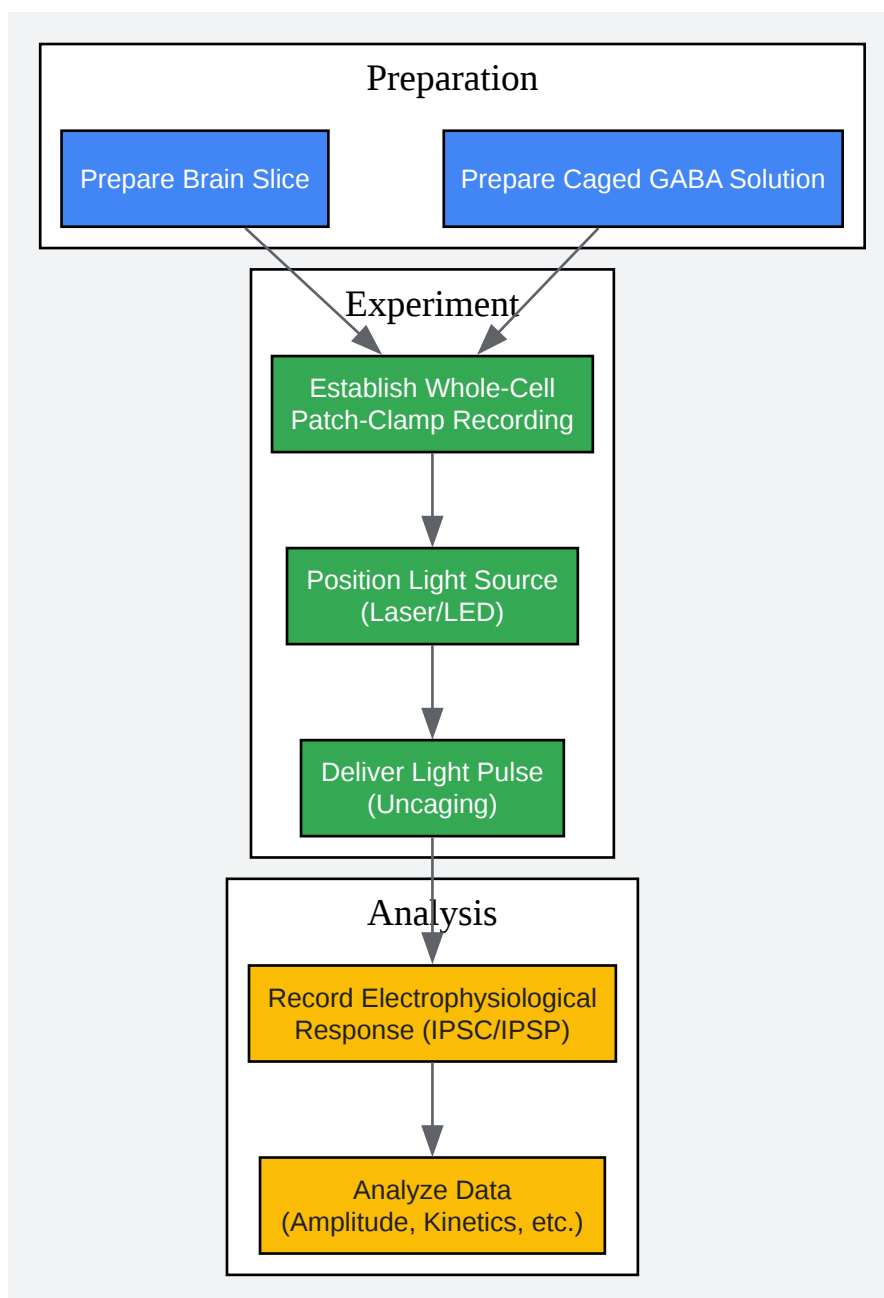 Preparation
Prepare Brain Slice
Prepare Caged GABA Solution
Experiment
Establish Whole-Cell
Patch-Clamp Recording
Position Light Source
(Laser/LED)
Deliver Light Pulse
(Uncaging)
Analysis
Record Electrophysiological
Response (IPSC/IPSP)
Analyze Data
(Amplitude, Kinetics, etc.)